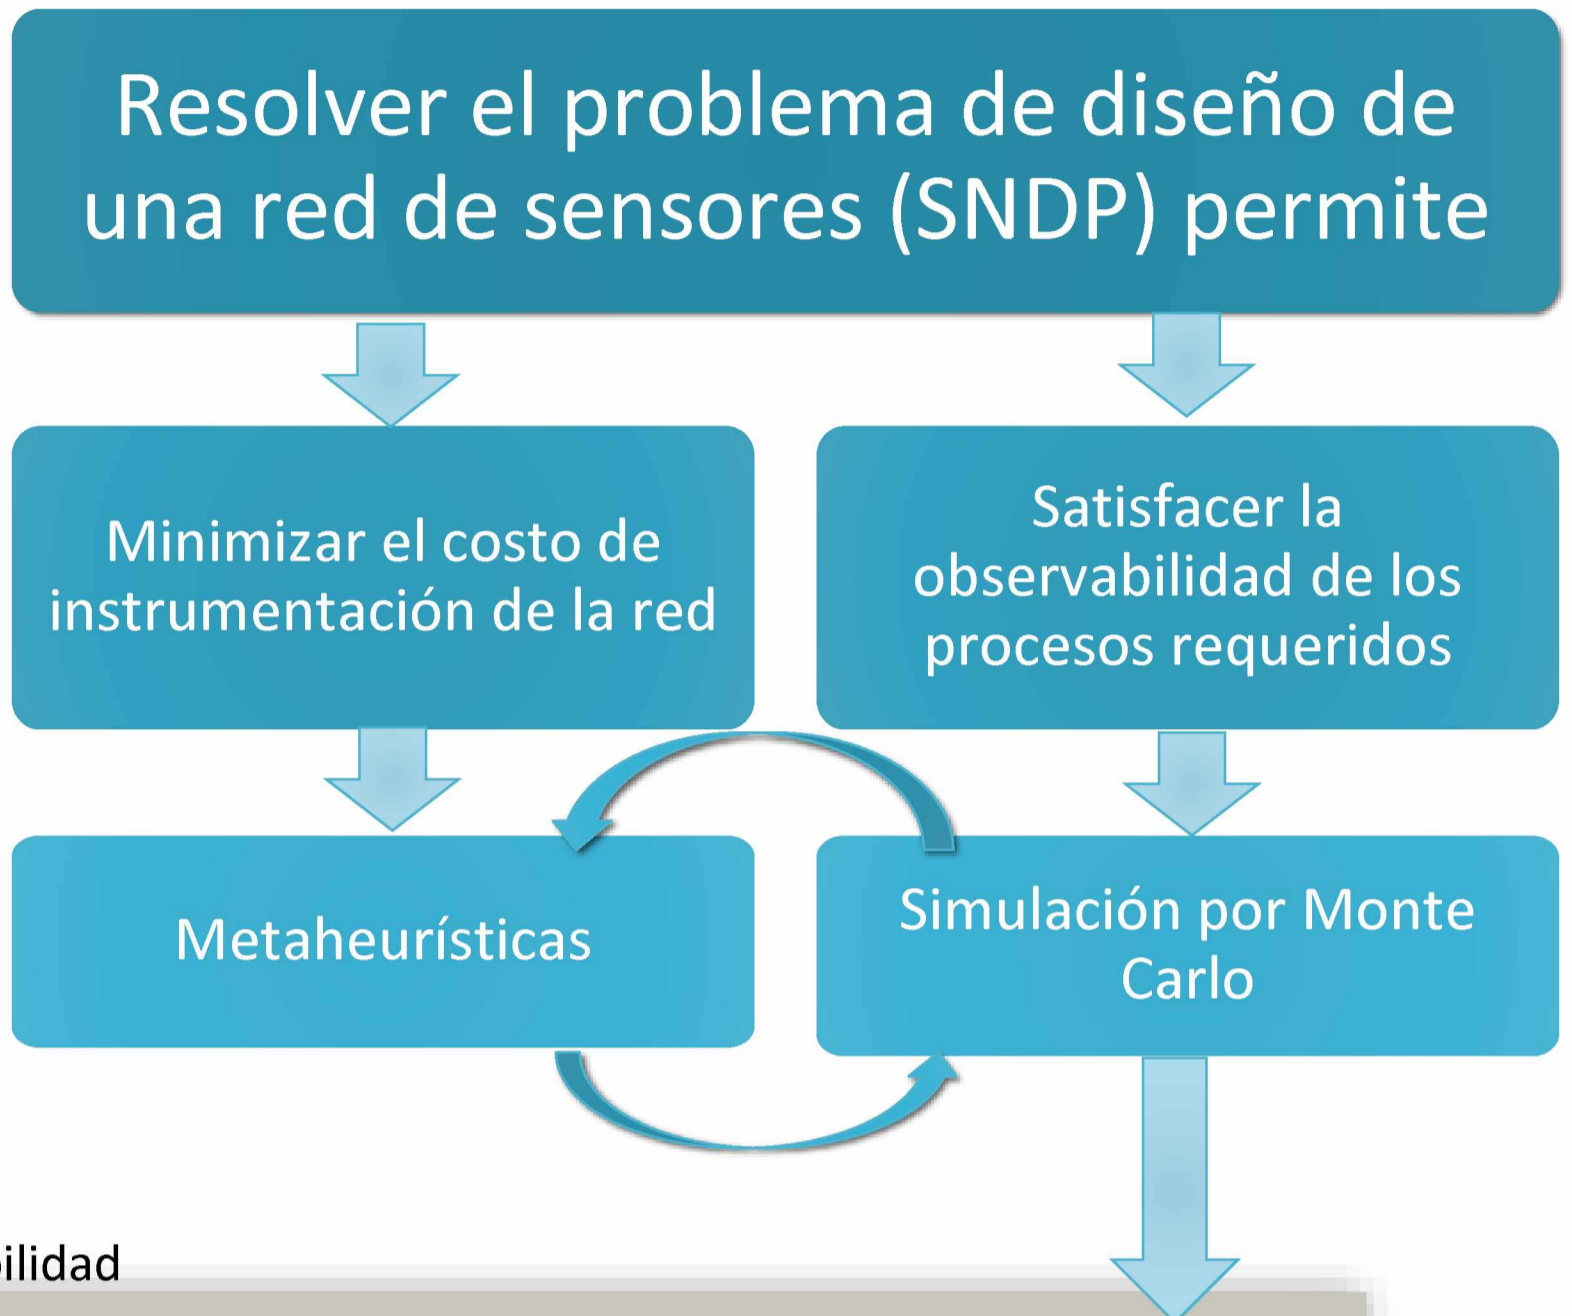 Resolver el problema de diseño de
una red de sensores (SNDP) permite
Minimizar el costo de
instrumentación de la red
Satisfacer la
observabilidad de los
procesos requeridos
Metaheurísticas
Simulación por Monte
Carlo